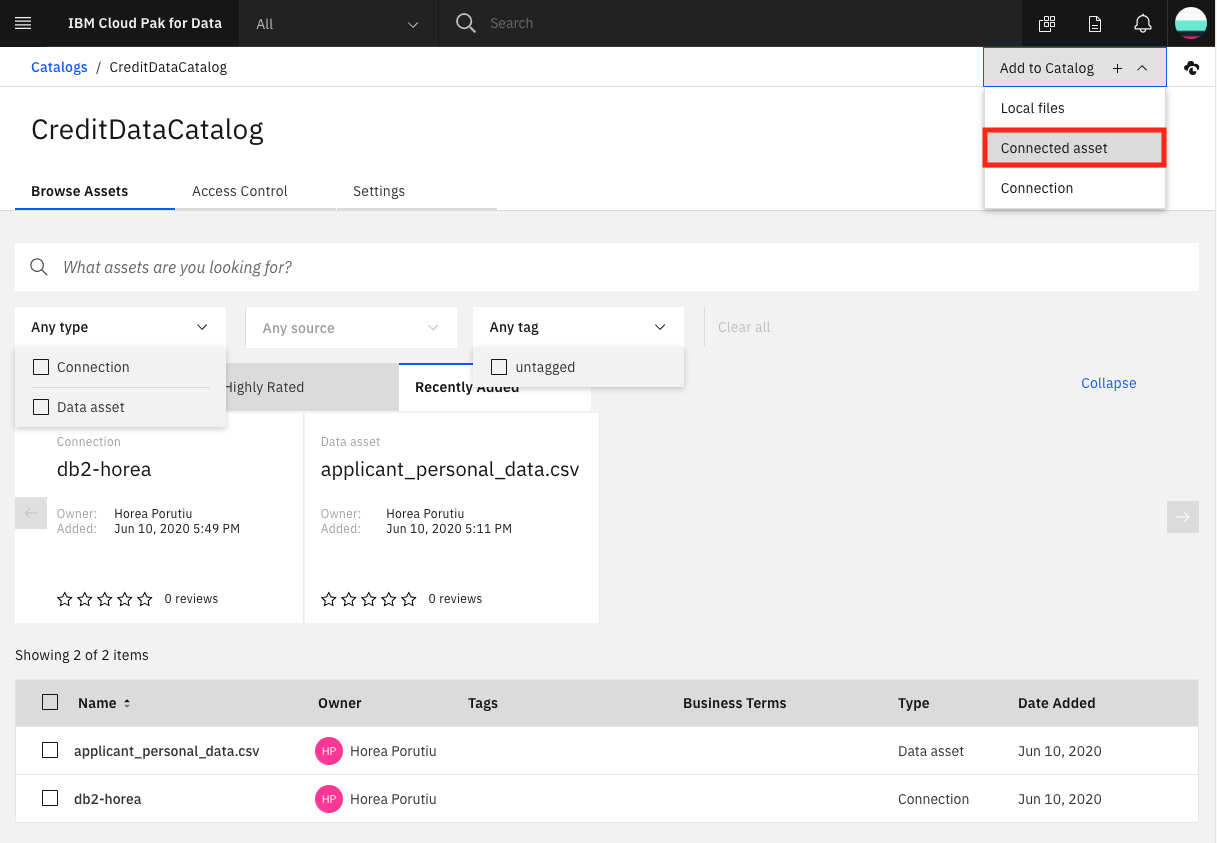 IBM Cloud Pak for Data
All
Search
Catalogs / CreditDataCatalog
Add to Catalog
Local files
Connected asset
Connection
CreditDataCatalog
Browse Assets
Access Control
Settings
What assets are you looking for?
Any type
Any source
Any tag
Clear all
Connection
Data asset
untagged
Highly Rated
Recently Added
Collapse
Connection
db2-horea
Owner: Horea Porutiu
Added: Jun 10, 2020 5:49 PM
0 reviews
Data asset
applicant_personal_data.csv
Owner: Horea Porutiu
Added: Jun 10, 2020 5:11 PM
0 reviews
Showing 2 of 2 items
Name Owner Tags Business Terms Type Date Added
applicant_personal_data.csv HP Horea Porutiu Data asset Jun 10, 2020
db2-horea HP Horea Porutiu Connection Jun 10, 2020